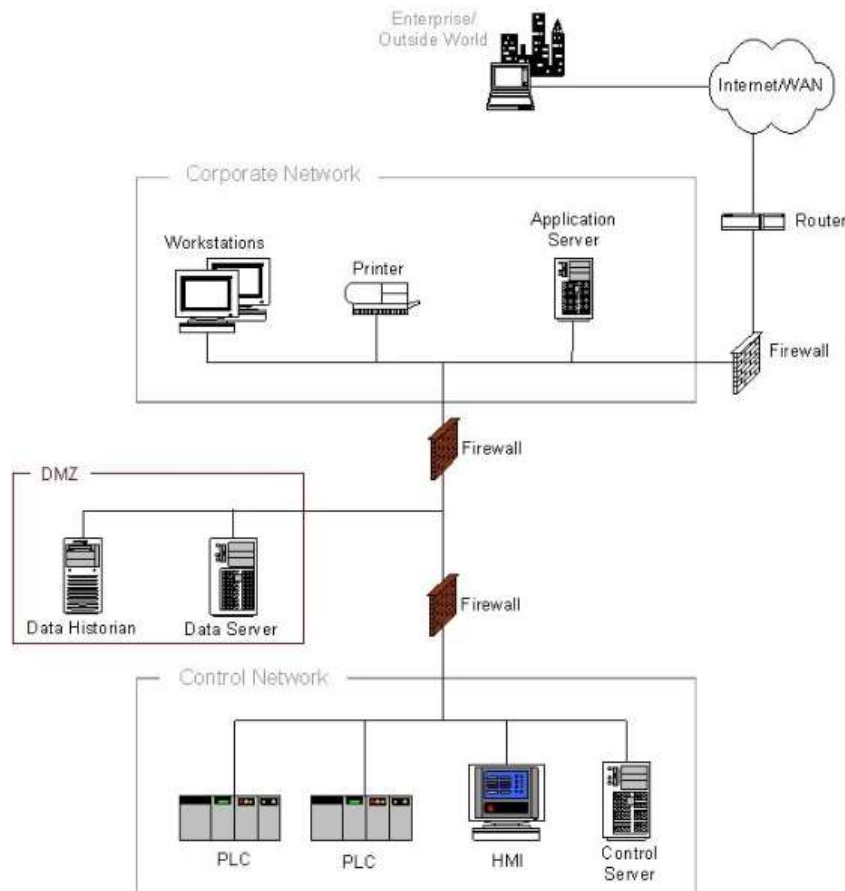 Enterprise/
Outside World
Internet/WAN
Corporate Network
Router
Application
Server
Workstations
Printer
Firewall
Firewall
DMZ
Firewall
Data Historian
Data Server
Control Network
PLC
PLC
HMI
Control
Server